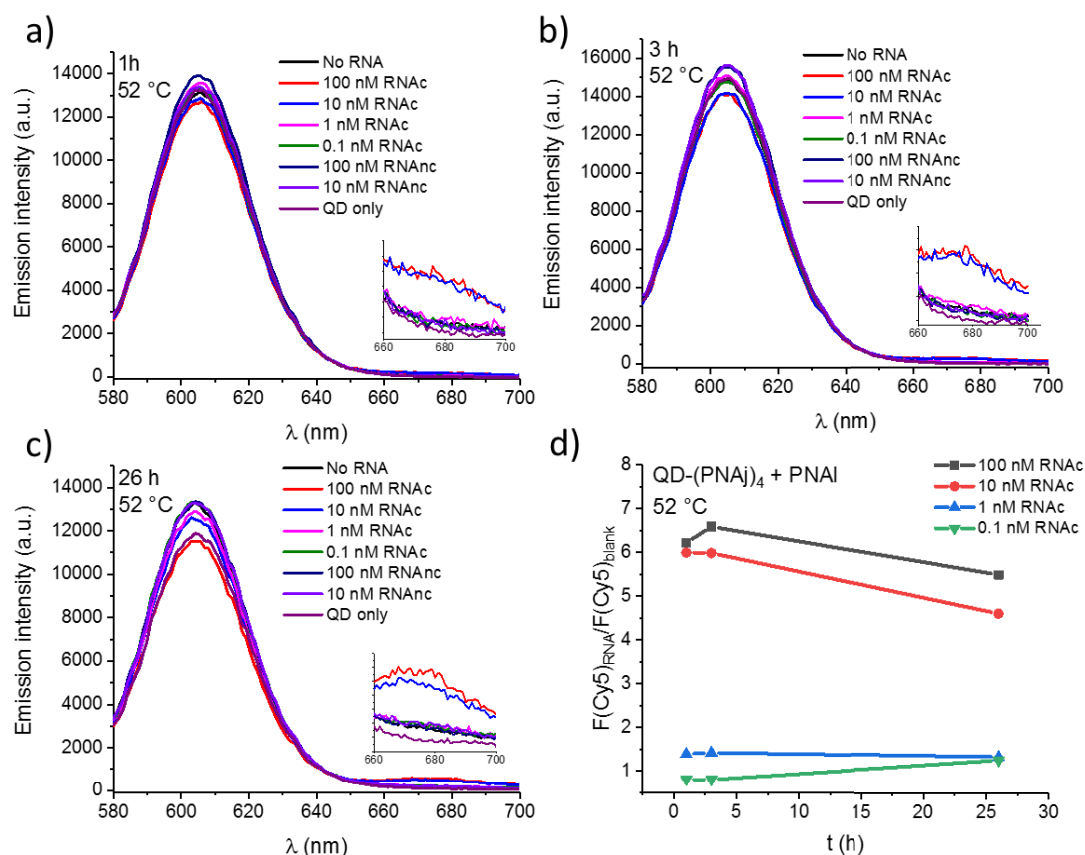 a)
1h
52 °C
No RNA
100 nM RNAc
10 nM RNAc
1 nM RNAc
0.1 nM RNAc
100 nM RNAnc
10 nM RNAnc
QD only
Emission intensity (a.u.)
14000
12000
10000
8000
6000
4000
2000
0
660 680 700
580 600 620 640 660 680 700
λ (nm)
b)
3 h
52 °C
No RNA
100 nM RNAc
10 nM RNAc
1 nM RNAc
0.1 nM RNAc
100 nM RNAnc
10 nM RNAnc
QD only
Emission intensity (a.u.)
16000
14000
12000
10000
8000
6000
4000
2000
0
660 680 700
580 600 620 640 660 680 700
λ (nm)
c)
26 h
52 °C
No RNA
100 nM RNAc
10 nM RNAc
1 nM RNAc
0.1 nM RNAc
100 nM RNAnc
10 nM RNAnc
QD only
Emission intensity (a.u.)
14000
12000
10000
8000
6000
4000
2000
0
660 680 700
580 600 620 640 660 680 700
λ (nm)
d)
QD-(PNAj)4 + PNAl
52 °C
100 nM RNAc
10 nM RNAc
1 nM RNAc
0.1 nM RNAc
F(Cy5)RNA/F(Cy5)blank
8
7
6
5
4
3
2
1
0 5 10 15 20 25 30
t (h)